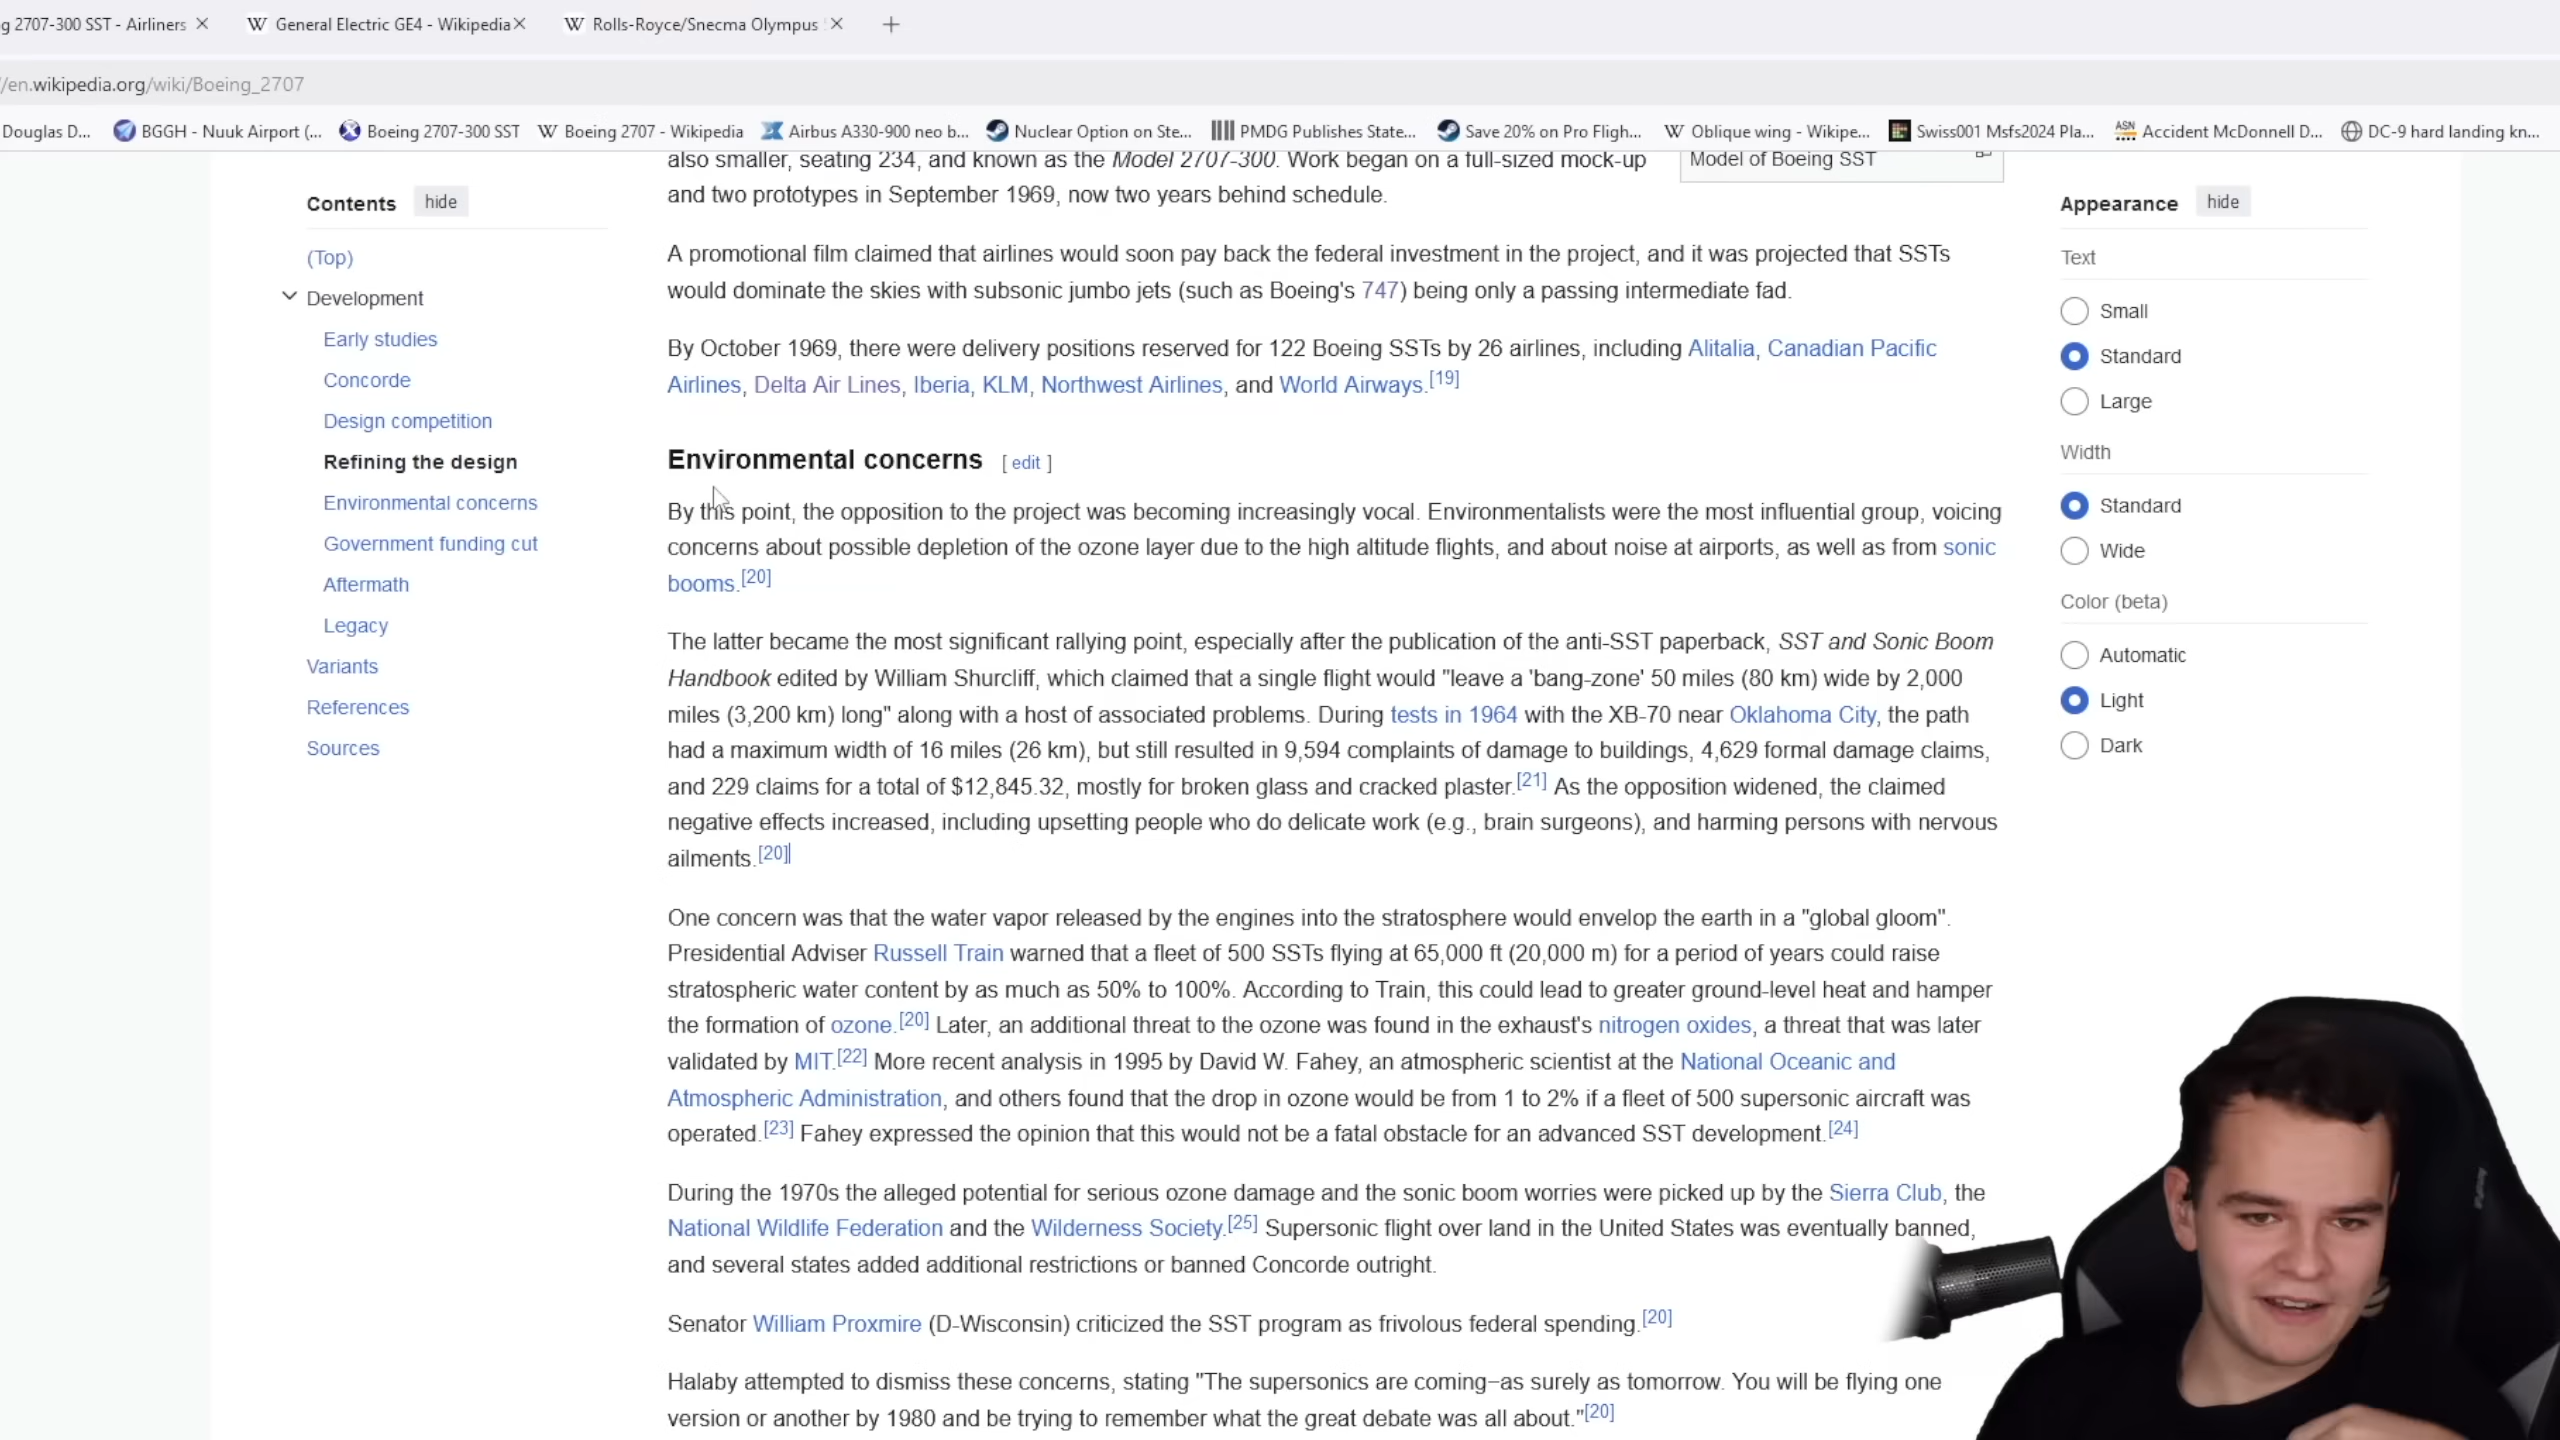 g 2707-300 SST - Airliners
General Electric GE4 - Wikipedia
Rolls-Royce/Snecma Olympus
//en.wikipedia.org/wiki/Boeing_2707
Douglas D...
BGGH - Nuuk Airport (...
Boeing 2707-300 SST
Boeing 2707 - Wikipedia
Airbus A330-900 neo b...
Nuclear Option on Ste...
PMDG Publishes State...
Save 20% on Pro Fligh...
Oblique wing - Wikipe...
Swiss001 Msfs2024 Pla...
ASN
Accident McDonnell D...
DC-9 hard landing kn...
Contents hide
(Top)
Development
Early studies
Concorde
Design competition
Refining the design
Environmental concerns
Government funding cut
Aftermath
Legacy
Variants
References
Sources
also smaller, seating 234, and known as the Model 2707-300. Work began on a full-sized mock-up
and two prototypes in September 1969, now two years behind schedule.
Model of Boeing SST
A promotional film claimed that airlines would soon pay back the federal investment in the project, and it was projected that SSTs
would dominate the skies with subsonic jumbo jets (such as Boeing's 747) being only a passing intermediate fad.
By October 1969, there were delivery positions reserved for 122 Boeing SSTs by 26 airlines, including Alitalia, Canadian Pacific
Airlines, Delta Air Lines, Iberia, KLM, Northwest Airlines, and World Airways.[19]
Environmental concerns [ edit ]
By this point, the opposition to the project was becoming increasingly vocal. Environmentalists were the most influential group, voicing
concerns about possible depletion of the ozone layer due to the high altitude flights, and about noise at airports, as well as from sonic
booms.[20]
The latter became the most significant rallying point, especially after the publication of the anti-SST paperback, SST and Sonic Boom
Handbook edited by William Shurcliff, which claimed that a single flight would "leave a 'bang-zone' 50 miles (80 km) wide by 2,000
miles (3,200 km) long" along with a host of associated problems. During tests in 1964 with the XB-70 near Oklahoma City, the path
had a maximum width of 16 miles (26 km), but still resulted in 9,594 complaints of damage to buildings, 4,629 formal damage claims,
and 229 claims for a total of $12,845.32, mostly for broken glass and cracked plaster.[21] As the opposition widened, the claimed
negative effects increased, including upsetting people who do delicate work (e.g., brain surgeons), and harming persons with nervous
ailments.[20]
One concern was that the water vapor released by the engines into the stratosphere would envelop the earth in a "global gloom".
Presidential Adviser Russell Train warned that a fleet of 500 SSTs flying at 65,000 ft (20,000 m) for a period of years could raise
stratospheric water content by as much as 50% to 100%. According to Train, this could lead to greater ground-level heat and hamper
the formation of ozone.[20] Later, an additional threat to the ozone was found in the exhaust's nitrogen oxides, a threat that was later
validated by MIT.[22] More recent analysis in 1995 by David W. Fahey, an atmospheric scientist at the National Oceanic and
Atmospheric Administration, and others found that the drop in ozone would be from 1 to 2% if a fleet of 500 supersonic aircraft was
operated.[23] Fahey expressed the opinion that this would not be a fatal obstacle for an advanced SST development.[24]
During the 1970s the alleged potential for serious ozone damage and the sonic boom worries were picked up by the Sierra Club, the
National Wildlife Federation and the Wilderness Society.[25] Supersonic flight over land in the United States was eventually banned,
and several states added additional restrictions or banned Concorde outright.
Senator William Proxmire (D-Wisconsin) criticized the SST program as frivolous federal spending.[20]
Halaby attempted to dismiss these concerns, stating "The supersonics are coming–as surely as tomorrow. You will be flying one
version or another by 1980 and be trying to remember what the great debate was all about."[20]
Appearance hide
Text
Small
Standard
Large
Width
Standard
Wide
Color (beta)
Automatic
Light
Dark